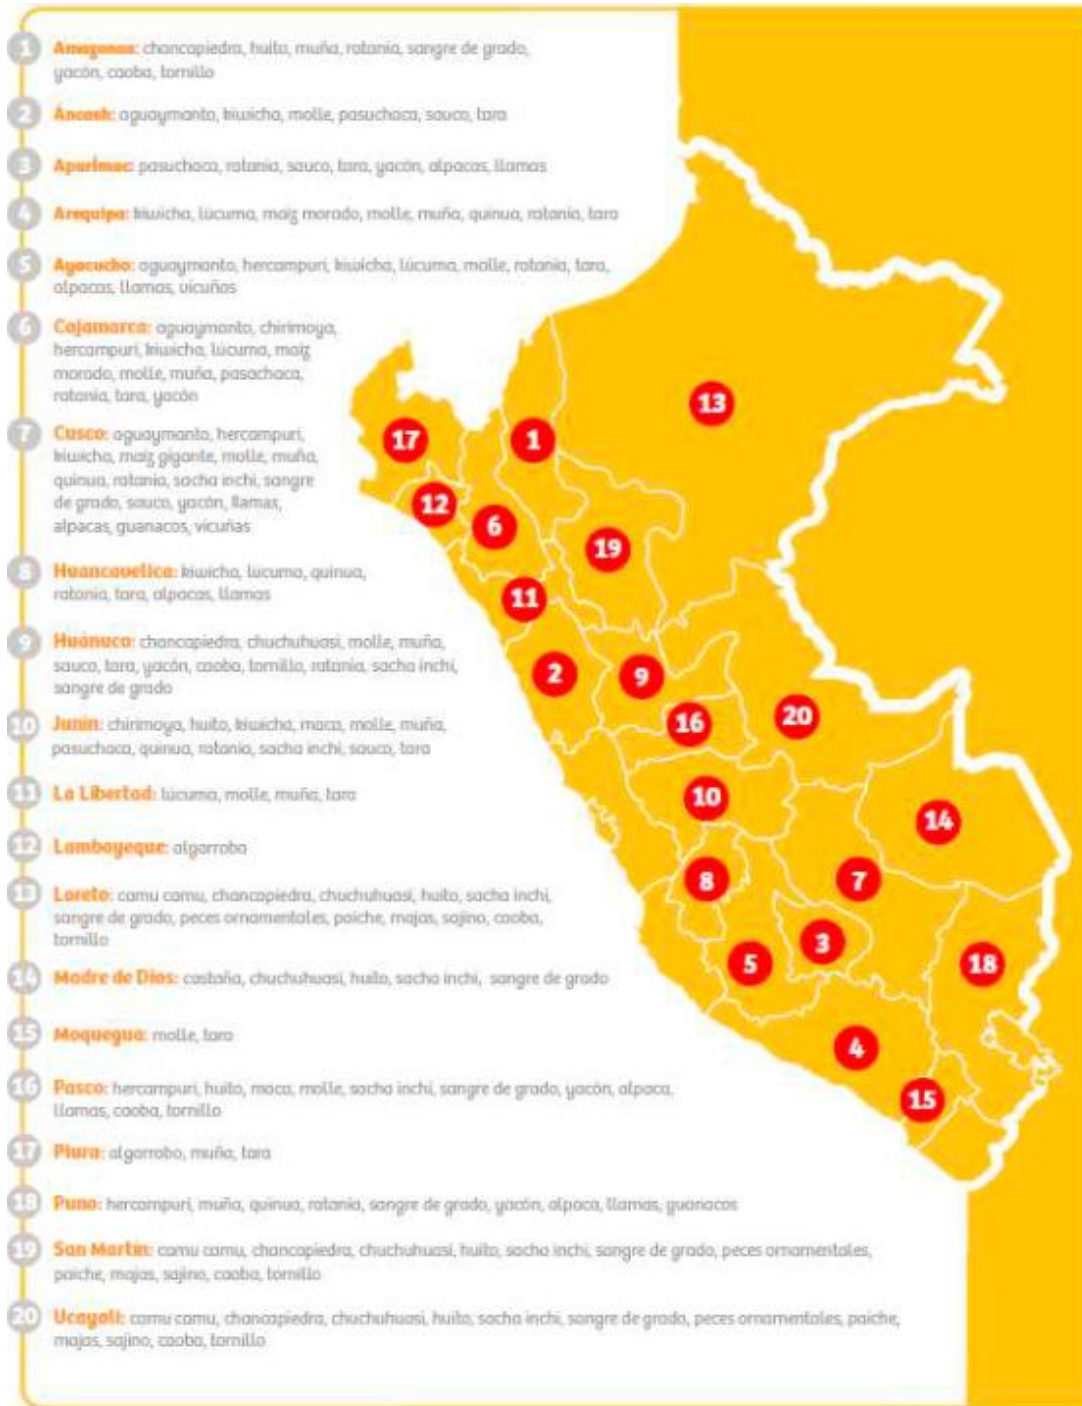 1 Amazonas: chancapiedra, huito, muña, ratania, sangre de grado,
yacón, caoba, tornillo
2 Áncash: aguaymanto, kiwicha, molle, pasuchaca, sauco, tara
3 Apurímac: pasuchaca, ratania, sauco, tara, yacón, alpacas, llamas
4 Arequipa: kiwicha, lúcuma, maíz morado, molle, muña, quinua, ratania, tara
5 Ayacucho: aguaymanto, hercampuri, kiwicha, lúcuma, molle, ratania, tara,
alpacas, llamas, vicuñas
6 Cajamarca: aguaymanto, chirimoya,
hercampuri, kiwicha, lúcuma, maíz
morado, molle, muña, pasachaca,
ratania, tara, yacón
7 Cusco: aguaymanto, hercampuri,
kiwicha, maíz gigante, molle, muña,
quinua, ratania, sacha inchi, sangre
de grado, sauco, yacón, llamas,
alpacas, guanacos, vicuñas
8 Huancavelica: kiwicha, lucuma, quinua,
ratania, tara, alpacas, llamas
9 Huánuco: chancapiedra, chuchuhuasi, molle, muña,
sauco, tara, yacón, caoba, tornillo, ratania, sacha inchi,
sangre de grado
10 Junín: chirimoya, huito, kiwicha, maca, molle, muña,
pasuchaca, quinua, ratania, sacha inchi, sauco, tara
11 La Libertad: lúcuma, molle, muña, tara
12 Lambayeque: algarroba
13 Loreto: camu camu, chancapiedra, chuchuhuasi, huito, sacha inchi,
sangre de grado, peces ornamentales, paiche, majas, sajino, caoba,
tornillo
14 Madre de Dios: castaña, chuchuhuasi, huito, sacha inchi, sangre de grado
15 Moquegua: molle, tara
16 Pasco: hercampuri, huito, maca, molle, sacha inchi, sangre de grado, yacón, alpaca,
llamas, caoba, tornillo
17 Piura: algarrobo, muña, tara
18 Puno: hercampuri, muña, quinua, ratania, sangre de grado, yacón, alpaca, llamas, guanacos
19 San Martín: camu camu, chancapiedra, chuchuhuasi, huito, sacha inchi, sangre de grado, peces ornamentales,
paiche, majas, sajino, caoba, tornillo
20 Ucayali: camu camu, chancapiedra, chuchuhuasi, huito, sacha inchi, sangre de grado, peces ornamentales, paiche,
majas, sajino, caoba, tornillo
13
17
1
12
6
19
11
2
9
16
20
10
14
8
7
3
5
18
4
15